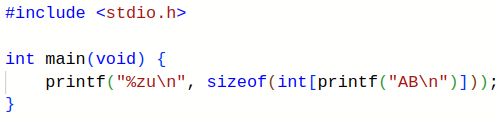 #include <stdio.h>

int main(void) {
    printf("%zu\n", sizeof(int[printf("AB\n")]));
}